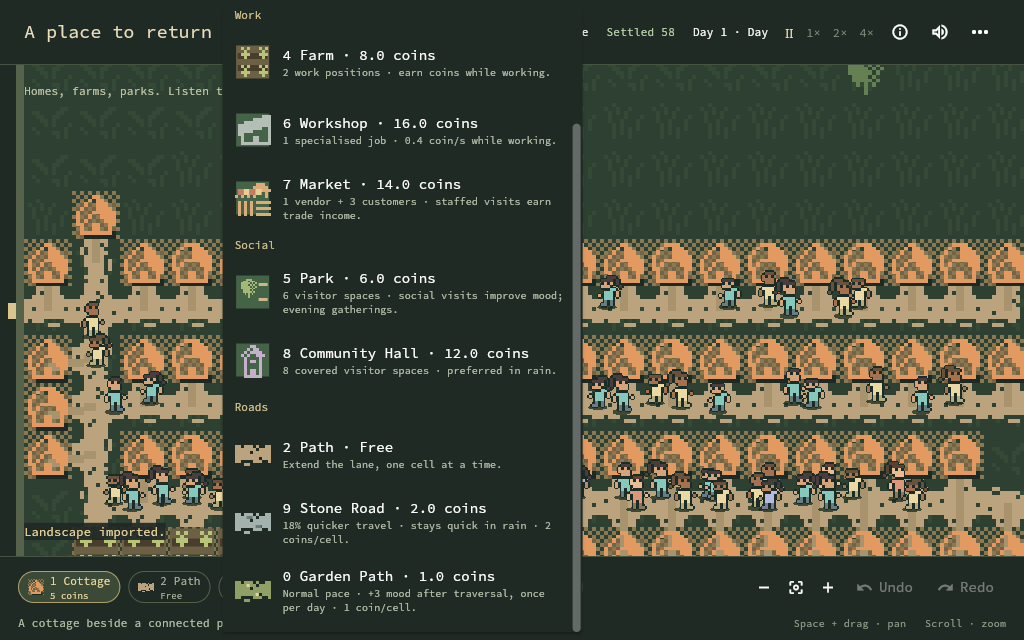 A place to return
e Settled 58 Day 1 · Day II 1× 2× 4×
Homes, farms, parks. Listen t
Work
4 Farm · 8.0 coins
2 work positions · earn coins while working.
6 Workshop · 16.0 coins
1 specialised job · 0.4 coin/s while working.
7 Market · 14.0 coins
1 vendor + 3 customers · staffed visits earn
trade income.
Social
5 Park · 6.0 coins
6 visitor spaces · social visits improve mood;
evening gatherings.
8 Community Hall · 12.0 coins
8 covered visitor spaces · preferred in rain.
Roads
2 Path · Free
Extend the lane, one cell at a time.
9 Stone Road · 2.0 coins
18% quicker travel · stays quick in rain · 2
coins/cell.
0 Garden Path · 1.0 coins
Normal pace · +3 mood after traversal, once
per day · 1 coin/cell.
Landscape imported.
1 Cottage
5 coins
2 Path
Free
− + Undo Redo
A cottage beside a connected p
Space + drag · pan Scroll · zoom